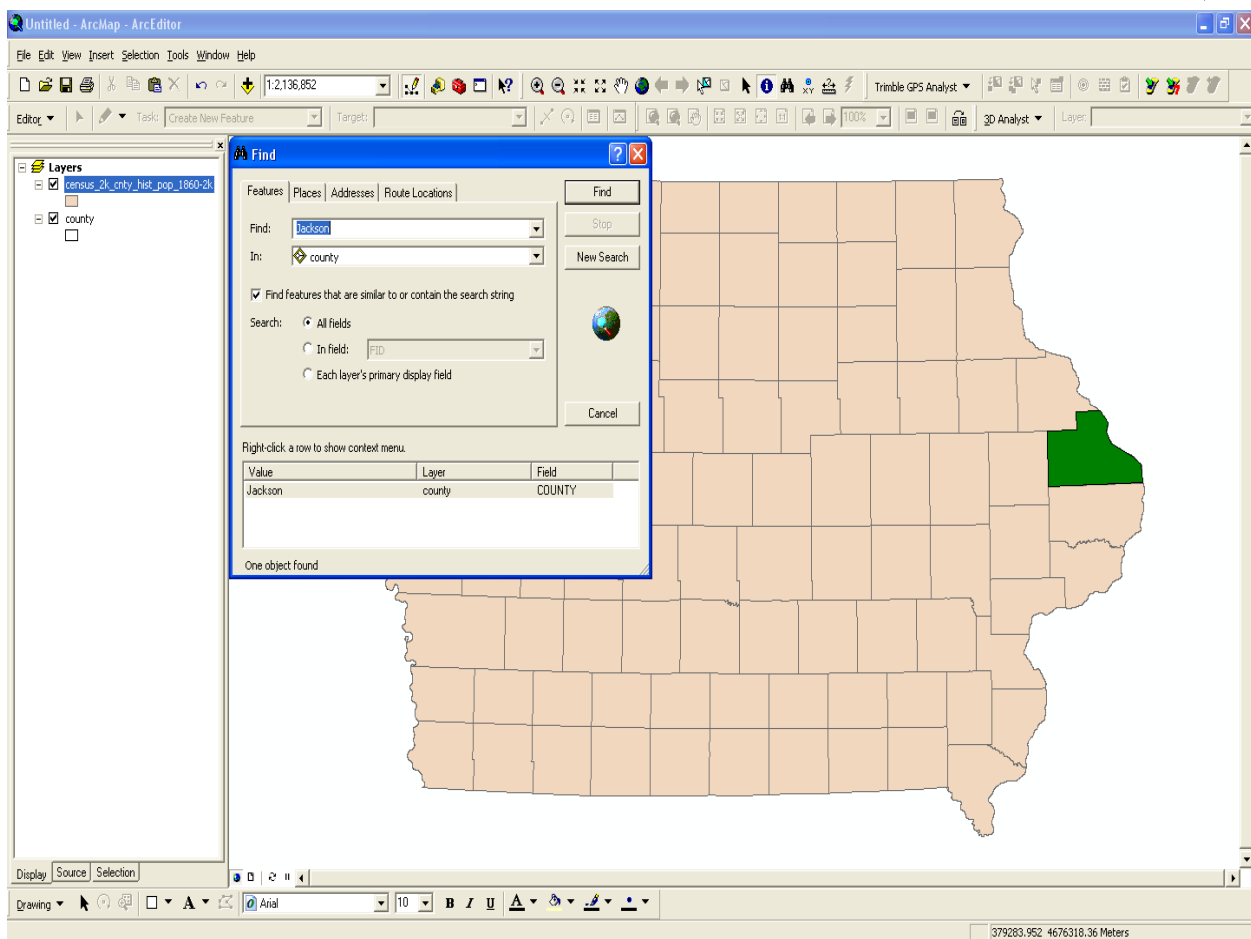 Untitled - ArcMap - ArcEditor
File Edit View Insert Selection Tools Window Help
1:2,136,852
Trimble GPS Analyst
Editor Task: Create New Feature Target: 100% 3D Analyst Layer:
Layers
census_2k_cnty_hist_pop_1860-2k
county
Find
Features Places Addresses Route Locations
Find
Find: Jackson
Stop
In: county
New Search
Find features that are similar to or contain the search string
Search: All fields
In field: FID
Each layer's primary display field
Cancel
Right-click a row to show context menu.
Value Layer Field
Jackson county COUNTY
One object found
Display Source Selection
Drawing A Arial 10 B I U A
379283.952 4676318.36 Meters